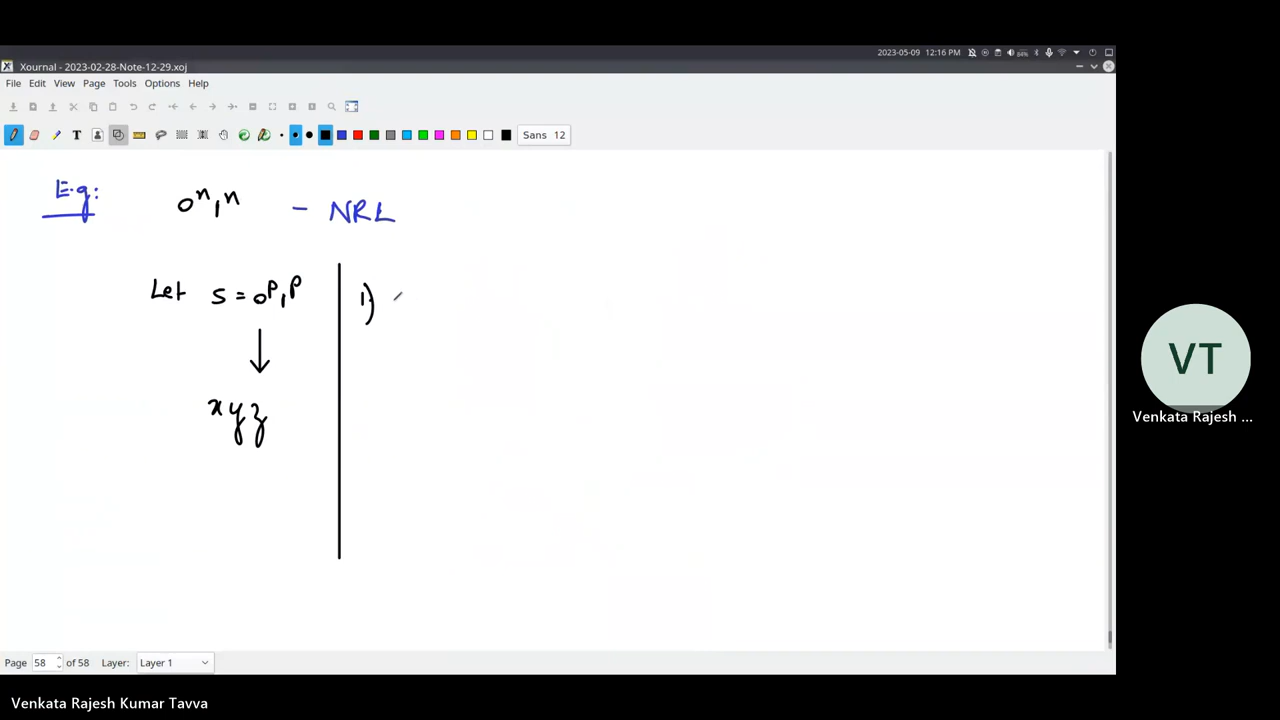 2023-05-09 12:16 PM
Xournal - 2023-02-28-Note-12-29.xoj
File Edit View Page Tools Options Help
T Sans 12
E.g: 0ⁿ1ⁿ - NRL
Let s = 0ᵖ1ᵖ 1)
xyz
Page 58 of 58 Layer: Layer 1
VT
Venkata Rajesh ...
Venkata Rajesh Kumar Tavva